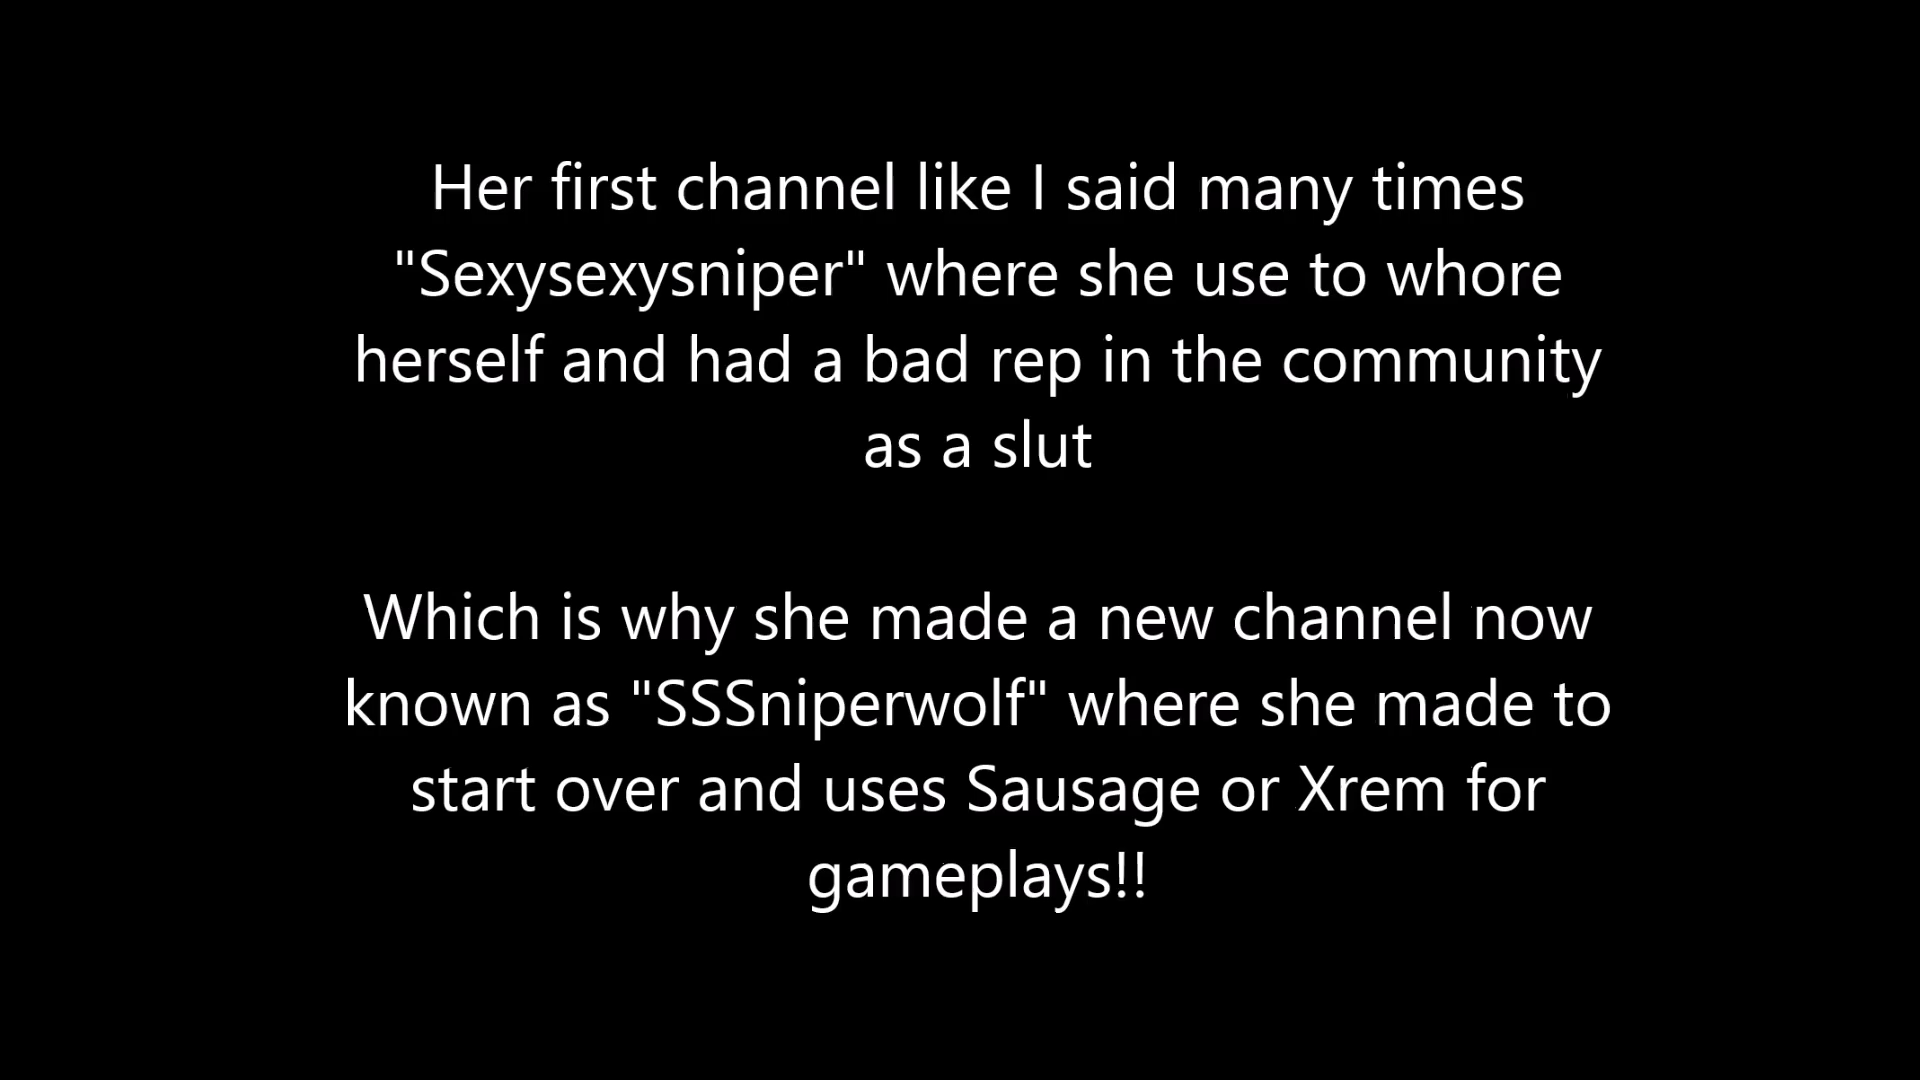 Her first channel like I said many times
"Sexysexysniper" where she use to whore
herself and had a bad rep in the community
as a slut
Which is why she made a new channel now
known as "SSSniperwolf" where she made to
start over and uses Sausage or Xrem for
gameplays!!